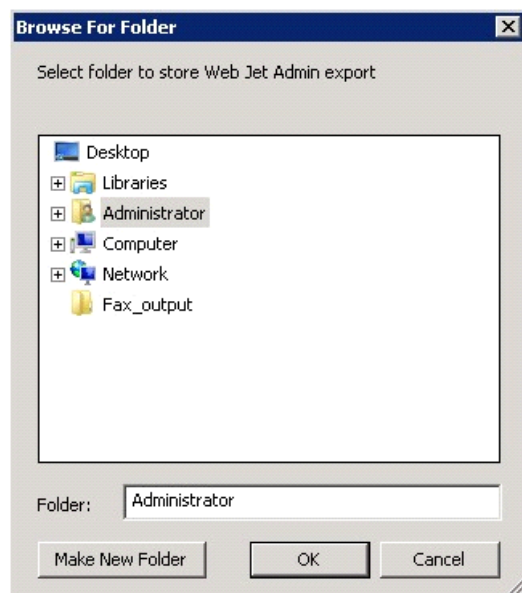 Browse For Folder
Select folder to store Web Jet Admin export
Desktop
Libraries
Administrator
Computer
Network
Fax_output
Folder: Administrator
Make New Folder OK Cancel